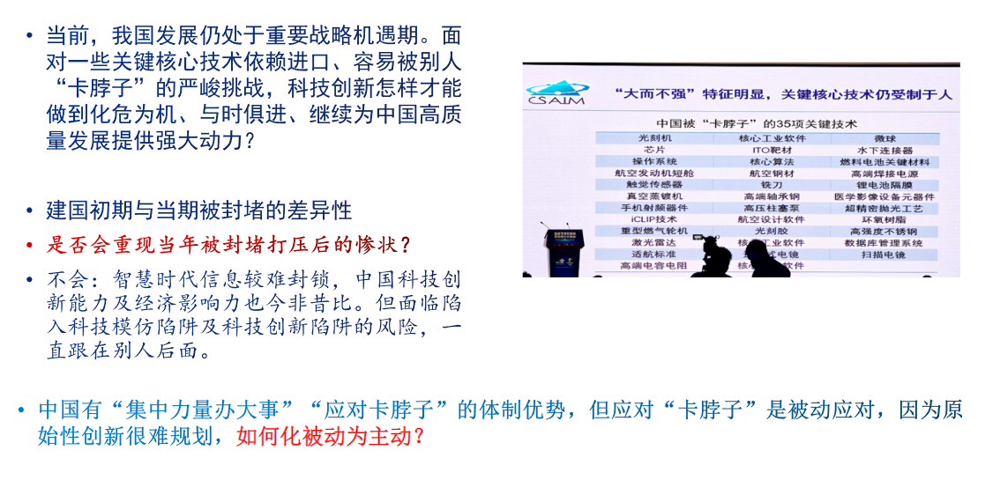 • 当前，我国发展仍处于重要战略机遇期。面
对一些关键核心技术依赖进口、容易被别人
“卡脖子”的严峻挑战，科技创新怎样才能
做到化危为机、与时俱进、继续为中国高质
量发展提供强大动力？
• 建国初期与当期被封堵的差异性
• 是否会重现当年被封堵打压后的惨状？
• 不会：智慧时代信息较难封锁，中国科技创
新能力及经济影响力也今非昔比。但面临陷
入科技模仿陷阱及科技创新陷阱的风险，一
直跟在别人后面。
CSAIM
“大而不强”特征明显，关键核心技术仍受制于人
中国被“卡脖子”的35项关键技术
光刻机 核心工业软件 微球
芯片 ITO靶材 水下连接器
操作系统 核心算法 燃料电池关键材料
航空发动机短舱 航空钢材 高端焊接电源
触觉传感器 铣刀 锂电池隔膜
真空蒸镀机 高端轴承钢 医学影像设备元器件
手机射频器件 高压柱塞泵 超精密抛光工艺
iCLIP技术 航空设计软件 环氧树脂
重型燃气轮机 光刻胶 高强度不锈钢
激光雷达 工业软件 数据库管理系统
适航标准 式电镜 扫描电镜
高端电容电阻 核心 软件
• 中国有“集中力量办大事”“应对卡脖子”的体制优势，但应对“卡脖子”是被动应对，因为原
始性创新很难规划，如何化被动为主动？